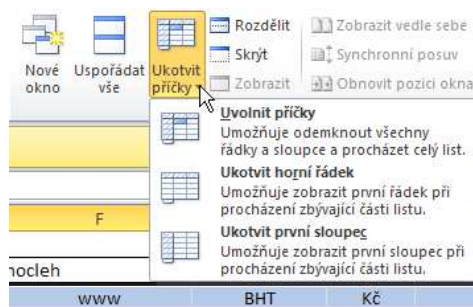 Nové okno
Uspořádat vše
Ukotvit příčky
Rozdělit
Skrýt
Zobrazit
Zobrazit vedle sebe
Synchronní posuv
Obnovit pozici okna
Uvolnit příčky
Umožňuje odemknout všechny
řádky a sloupce a procházet celý list.
Ukotvit horní řádek
Umožňuje zobrazit první řádek při
procházení zbývající části listu.
Ukotvit první sloupec
Umožňuje zobrazit první sloupec při
procházení zbývající části listu.
F
nocleh
www BHT Kč